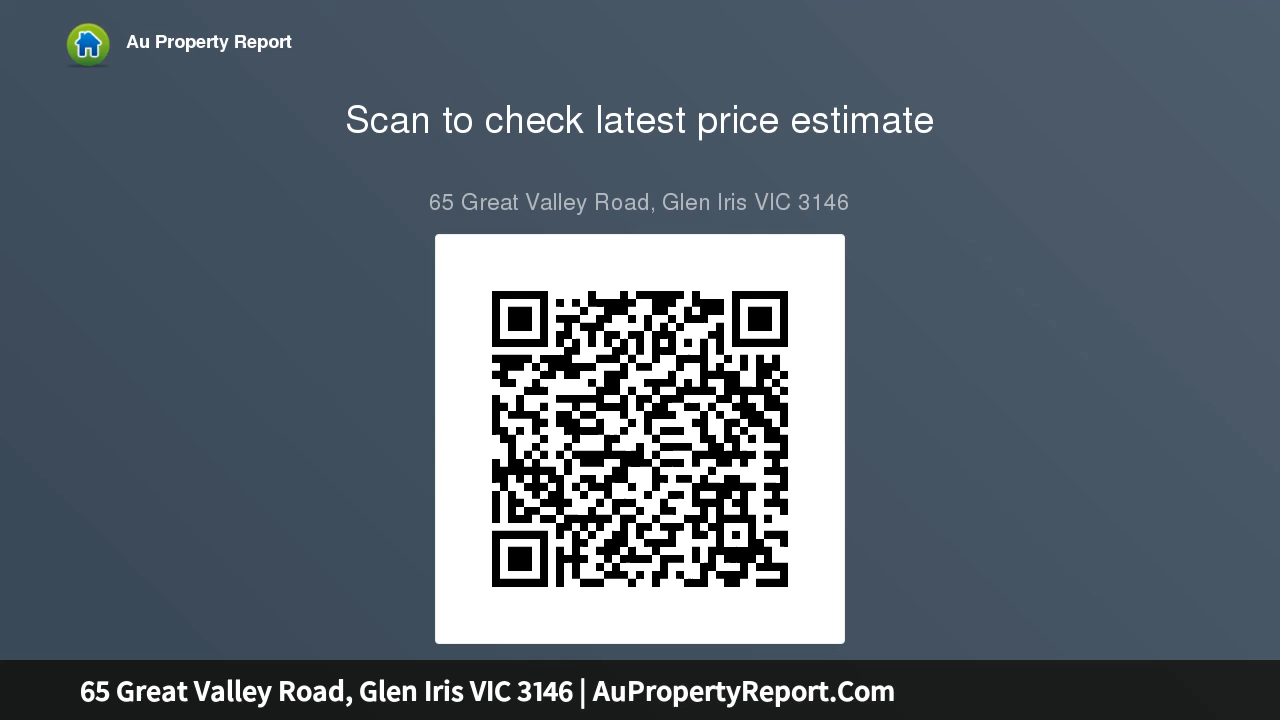 Au Property Report
Scan to check latest price estimate
65 Great Valley Road, Glen Iris VIC 3146
65 Great Valley Road, Glen Iris VIC 3146 | AuPropertyReport.Com